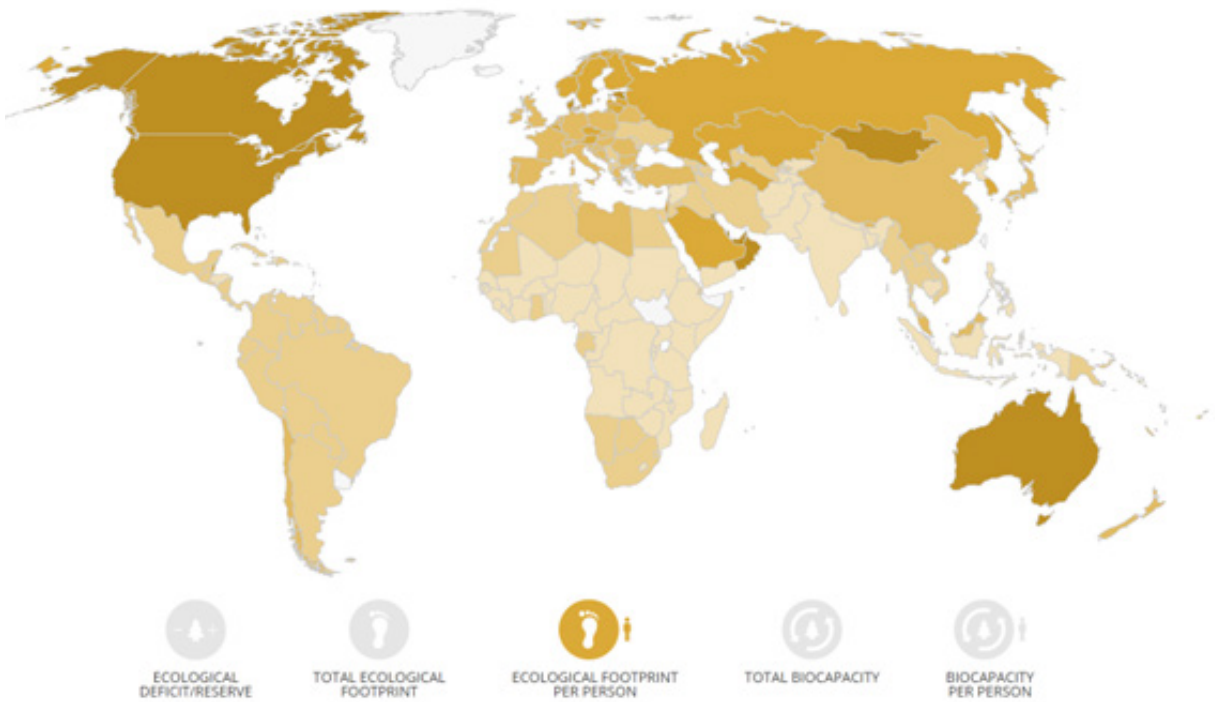 ECOLOGICAL
DEFICIT/RESERVE
TOTAL ECOLOGICAL
FOOTPRINT
ECOLOGICAL FOOTPRINT
PER PERSON
TOTAL BIOCAPACITY
BIOCAPACITY
PER PERSON